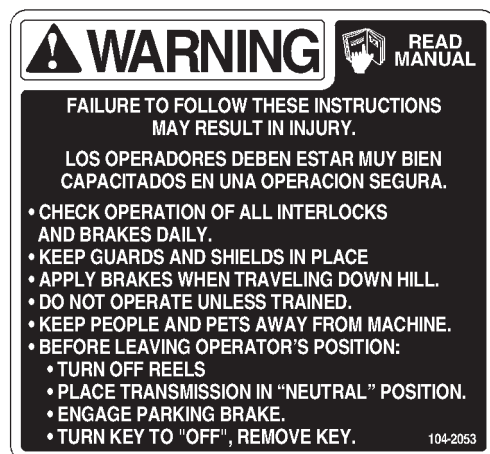 WARNING
READ
MANUAL
FAILURE TO FOLLOW THESE INSTRUCTIONS
MAY RESULT IN INJURY.
LOS OPERADORES DEBEN ESTAR MUY BIEN
CAPACITADOS EN UNA OPERACION SEGURA.
• CHECK OPERATION OF ALL INTERLOCKS
AND BRAKES DAILY.
• KEEP GUARDS AND SHIELDS IN PLACE
• APPLY BRAKES WHEN TRAVELING DOWN HILL.
• DO NOT OPERATE UNLESS TRAINED.
• KEEP PEOPLE AND PETS AWAY FROM MACHINE.
• BEFORE LEAVING OPERATOR'S POSITION:
• TURN OFF REELS
• PLACE TRANSMISSION IN “NEUTRAL” POSITION.
• ENGAGE PARKING BRAKE.
• TURN KEY TO "OFF", REMOVE KEY. 104-2053